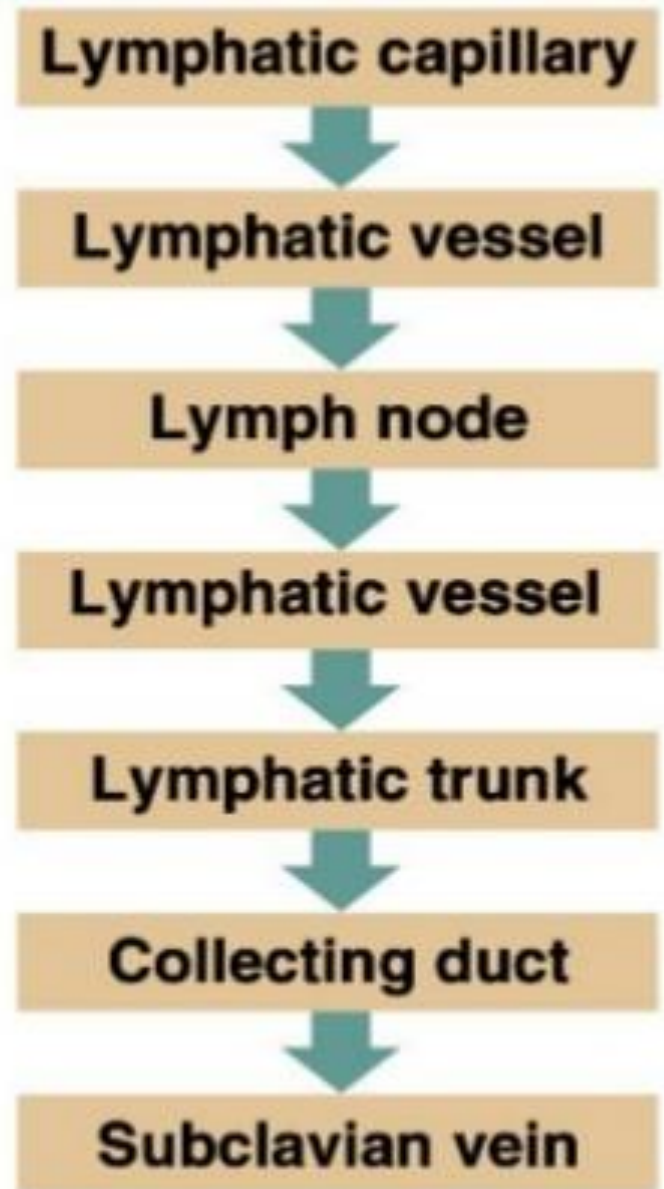 Lymphatic capillary
Lymphatic vessel
Lymph node
Lymphatic vessel
Lymphatic trunk
Collecting duct
Subclavian vein